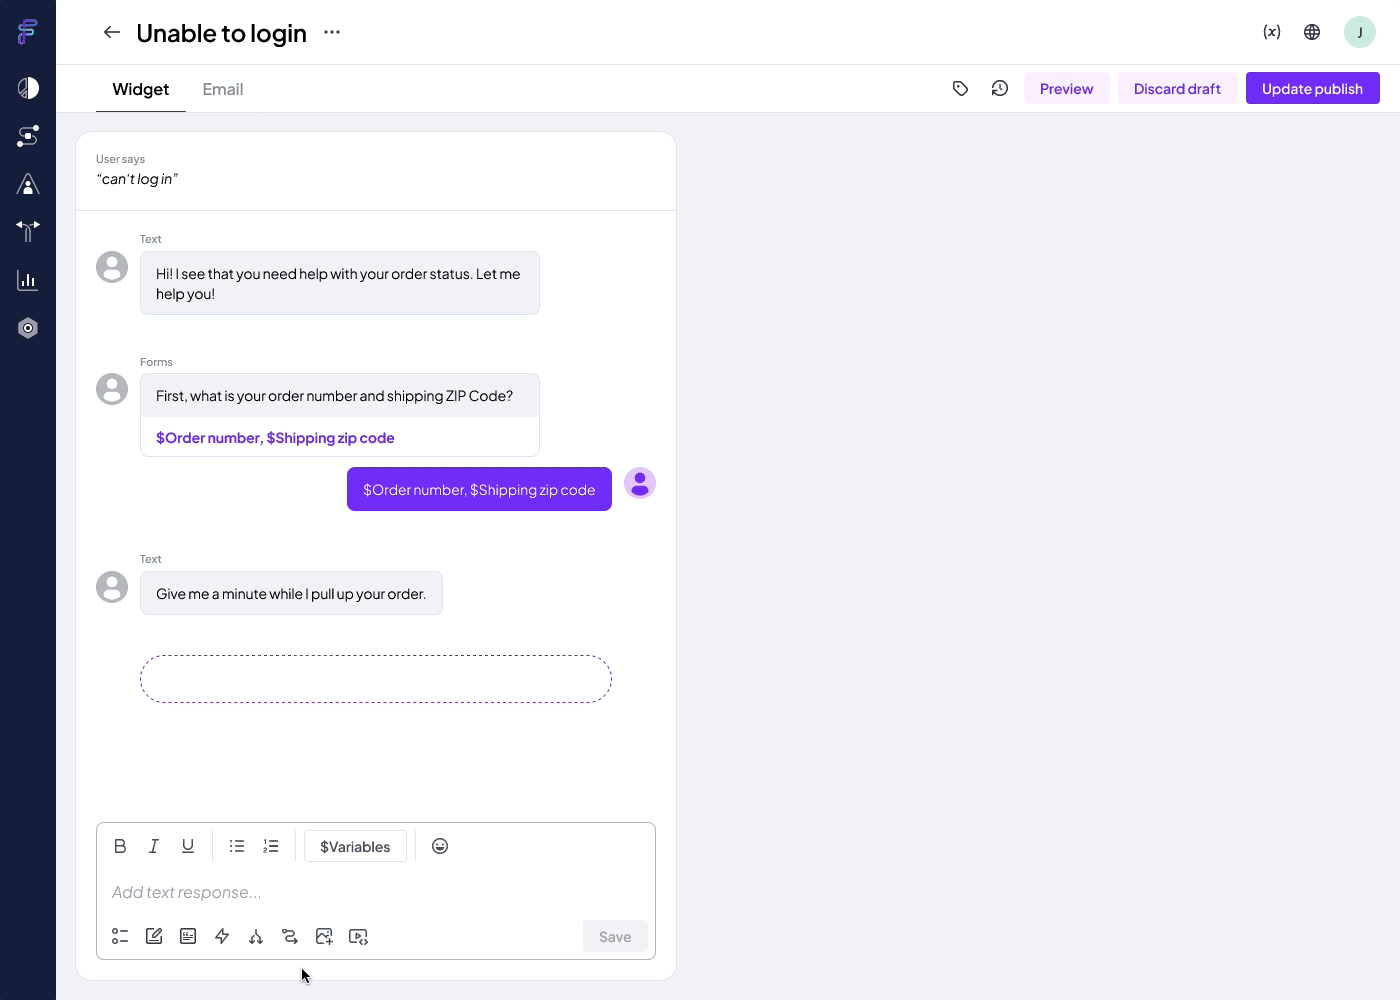 Unable to login
(x)
J
Widget
Email
Preview
Discard draft
Update publish
User says
“can't log in”
Text
Hi! I see that you need help with your order status. Let me
help you!
Forms
First, what is your order number and shipping ZIP Code?
$Order number, $Shipping zip code
$Order number, $Shipping zip code
Text
Give me a minute while I pull up your order.
B I U
$Variables
Add text response...
Save